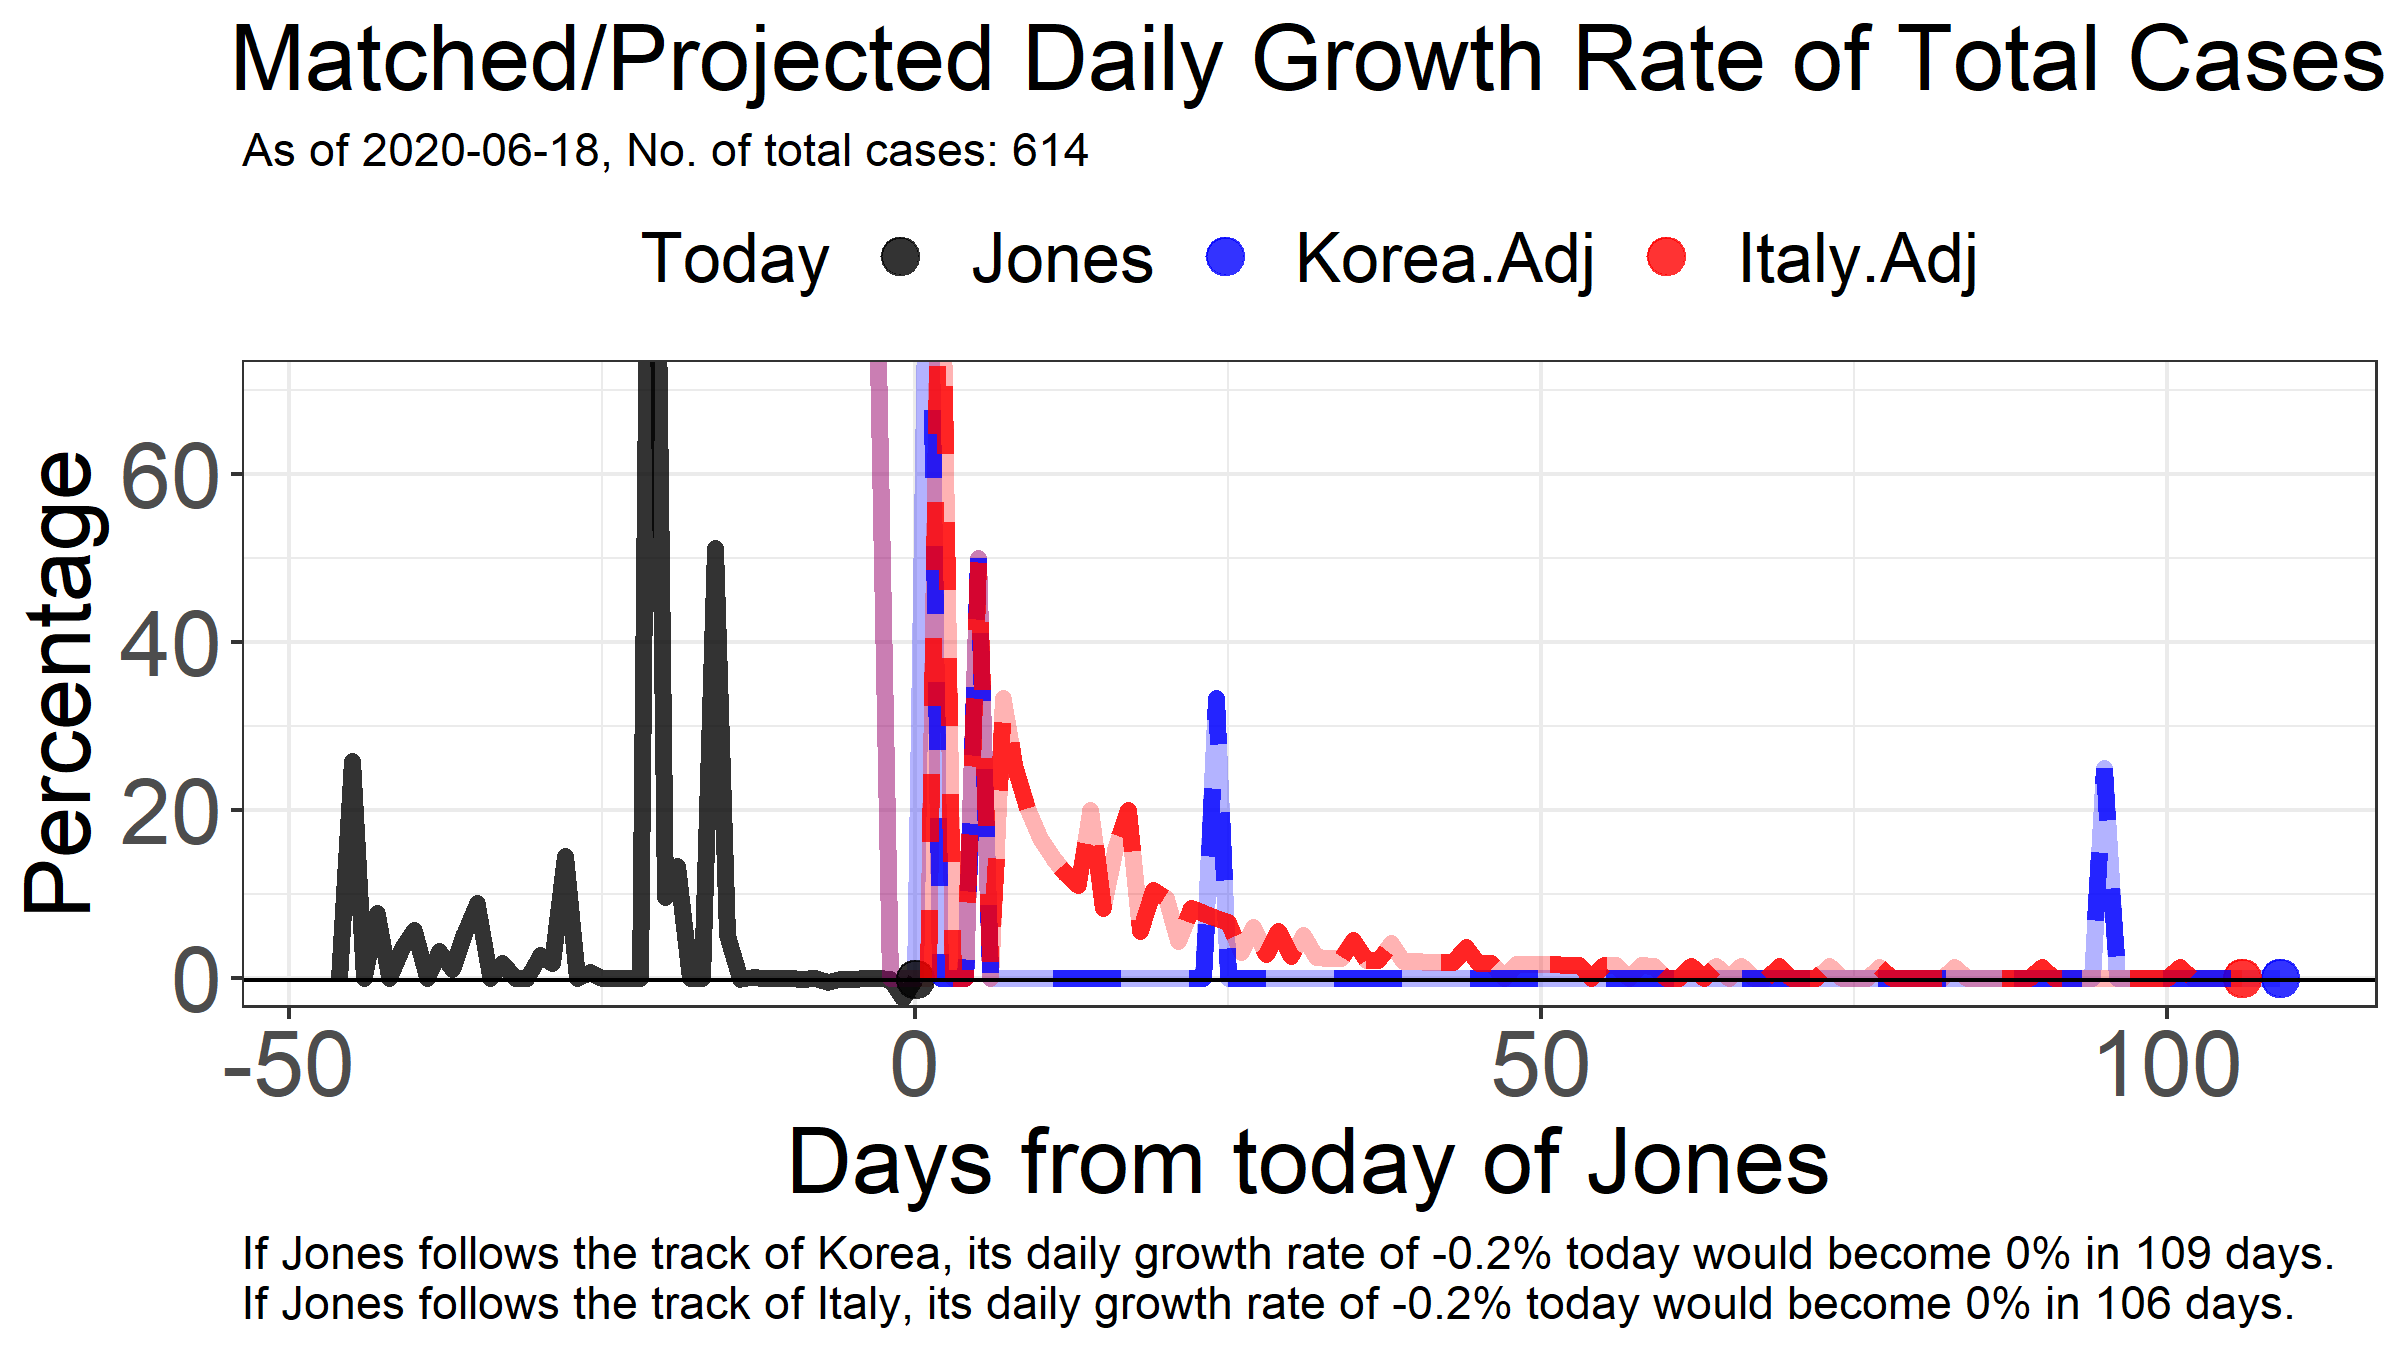 Matched/Projected Daily Growth Rate of Total Cases
As of 2020-06-18, No. of total cases: 614
Today Jones Korea.Adj Italy.Adj
Percentage
60
40
20
0
-50 0 50 100
Days from today of Jones
If Jones follows the track of Korea, its daily growth rate of -0.2% today would become 0% in 109 days.
If Jones follows the track of Italy, its daily growth rate of -0.2% today would become 0% in 106 days.